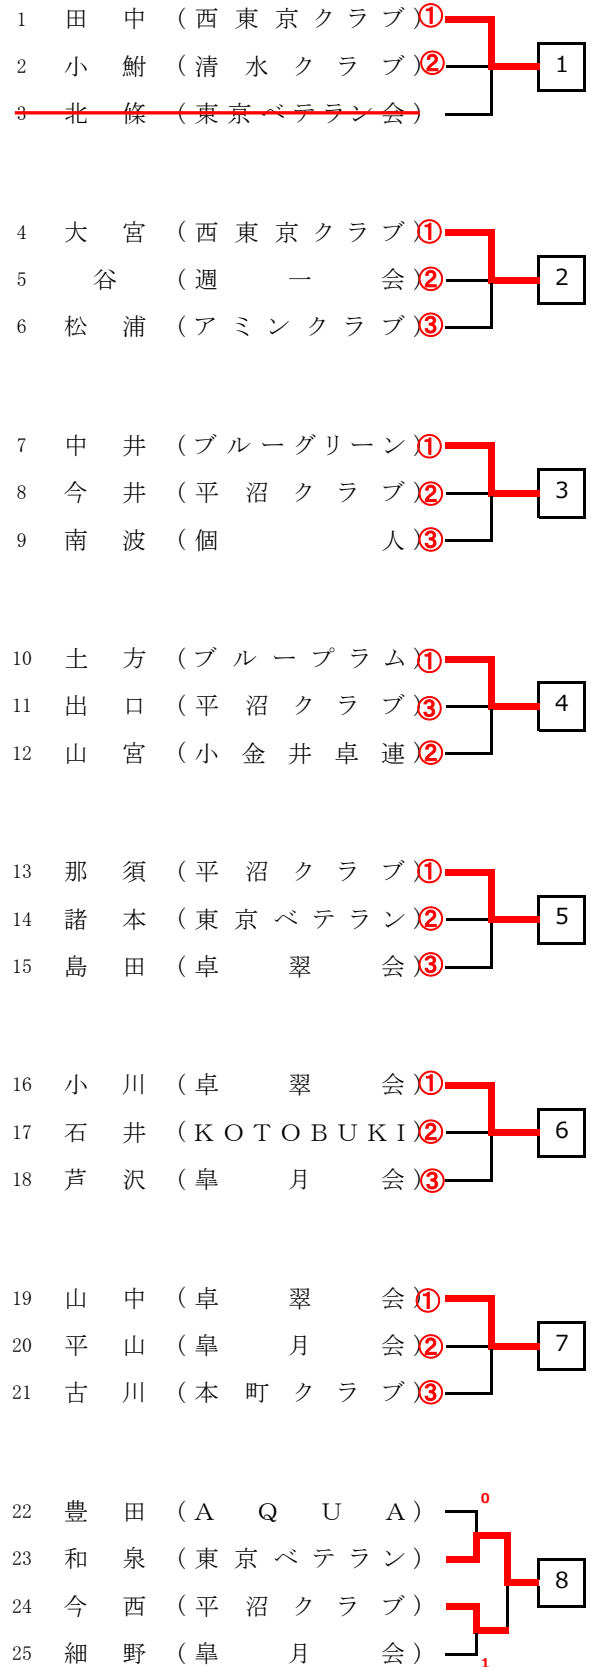 1 田中 (西東京クラブ) ①
2 小鮒 (清水クラブ) ② 1
3 北條 (東京ベテラン会)
4 大宮 (西東京クラブ) ①
5 谷 (週一会) ② 2
6 松浦 (アミンクラブ) ③
7 中井 (ブルーグリーン) ①
8 今井 (平沼クラブ) ② 3
9 南波 (個人) ③
10 土方 (ブループラム) ①
11 出口 (平沼クラブ) ③ 4
12 山宮 (小金井卓連) ②
13 那須 (平沼クラブ) ①
14 諸本 (東京ベテラン) ② 5
15 島田 (卓翠会) ③
16 小川 (卓翠会) ①
17 石井 (KOTOBUKI) ② 6
18 芦沢 (皐月会) ③
19 山中 (卓翠会) ①
20 平山 (皐月会) ② 7
21 古川 (本町クラブ) ③
22 豊田 (AQUA) 0
23 和泉 (東京ベテラン) 8
24 今西 (平沼クラブ)
25 細野 (皐月会) 1